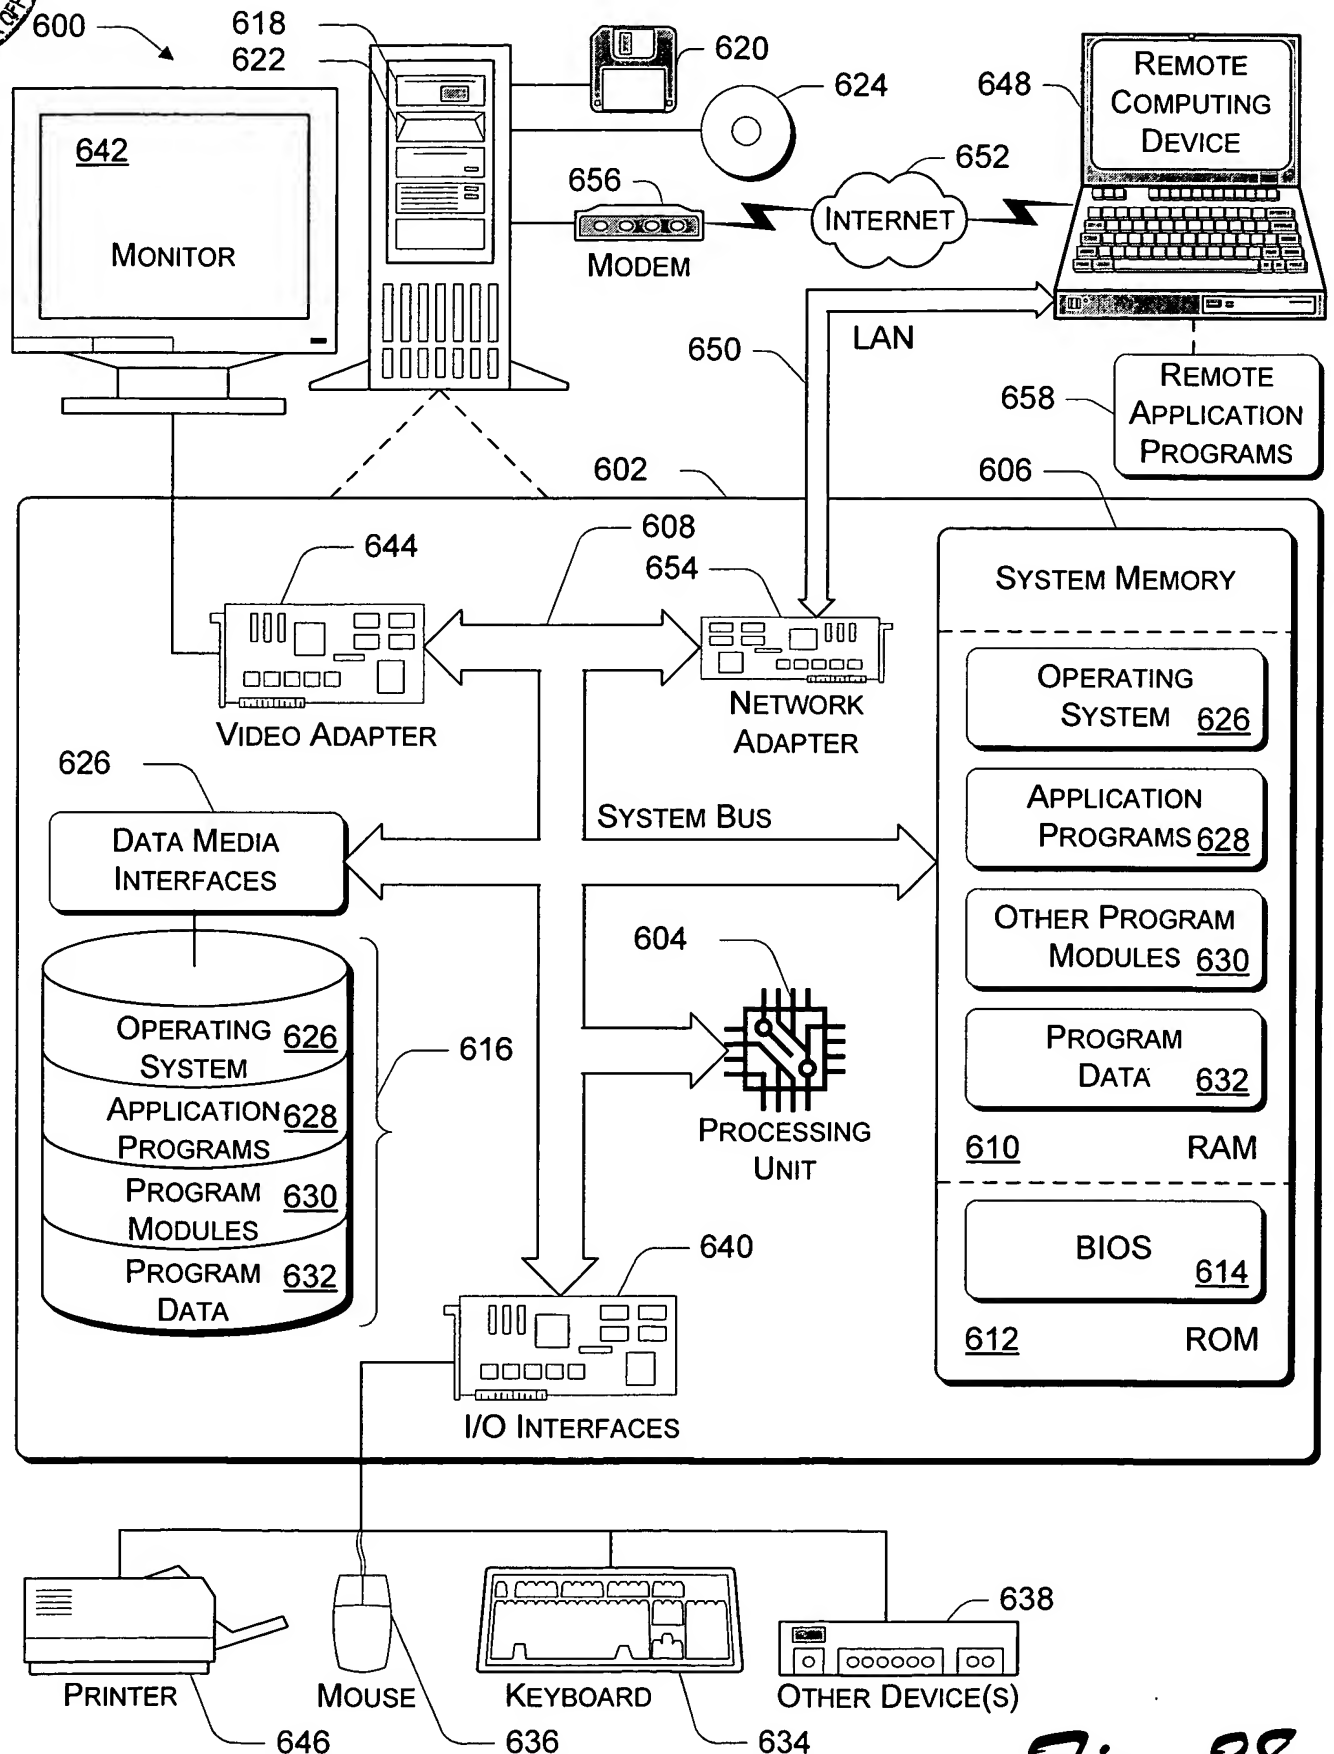 600
618
622
620
624
648
REMOTE
COMPUTING
DEVICE
642
MONITOR
656
MODEM
652
INTERNET
650
LAN
658
REMOTE
APPLICATION
PROGRAMS
602
606
608
644
654
SYSTEM MEMORY
VIDEO ADAPTER
NETWORK
ADAPTER
OPERATING
SYSTEM 626
626
DATA MEDIA
INTERFACES
SYSTEM BUS
APPLICATION
PROGRAMS 628
OTHER PROGRAM
MODULES 630
604
PROCESSING
UNIT
PROGRAM
DATA 632
610 RAM
OPERATING 626
SYSTEM
616
APPLICATION 628
PROGRAMS
PROGRAM 630
MODULES
PROGRAM 632
DATA
BIOS
614
612 ROM
640
I/O INTERFACES
638
PRINTER
MOUSE
KEYBOARD
OTHER DEVICE(S)
646
636
634